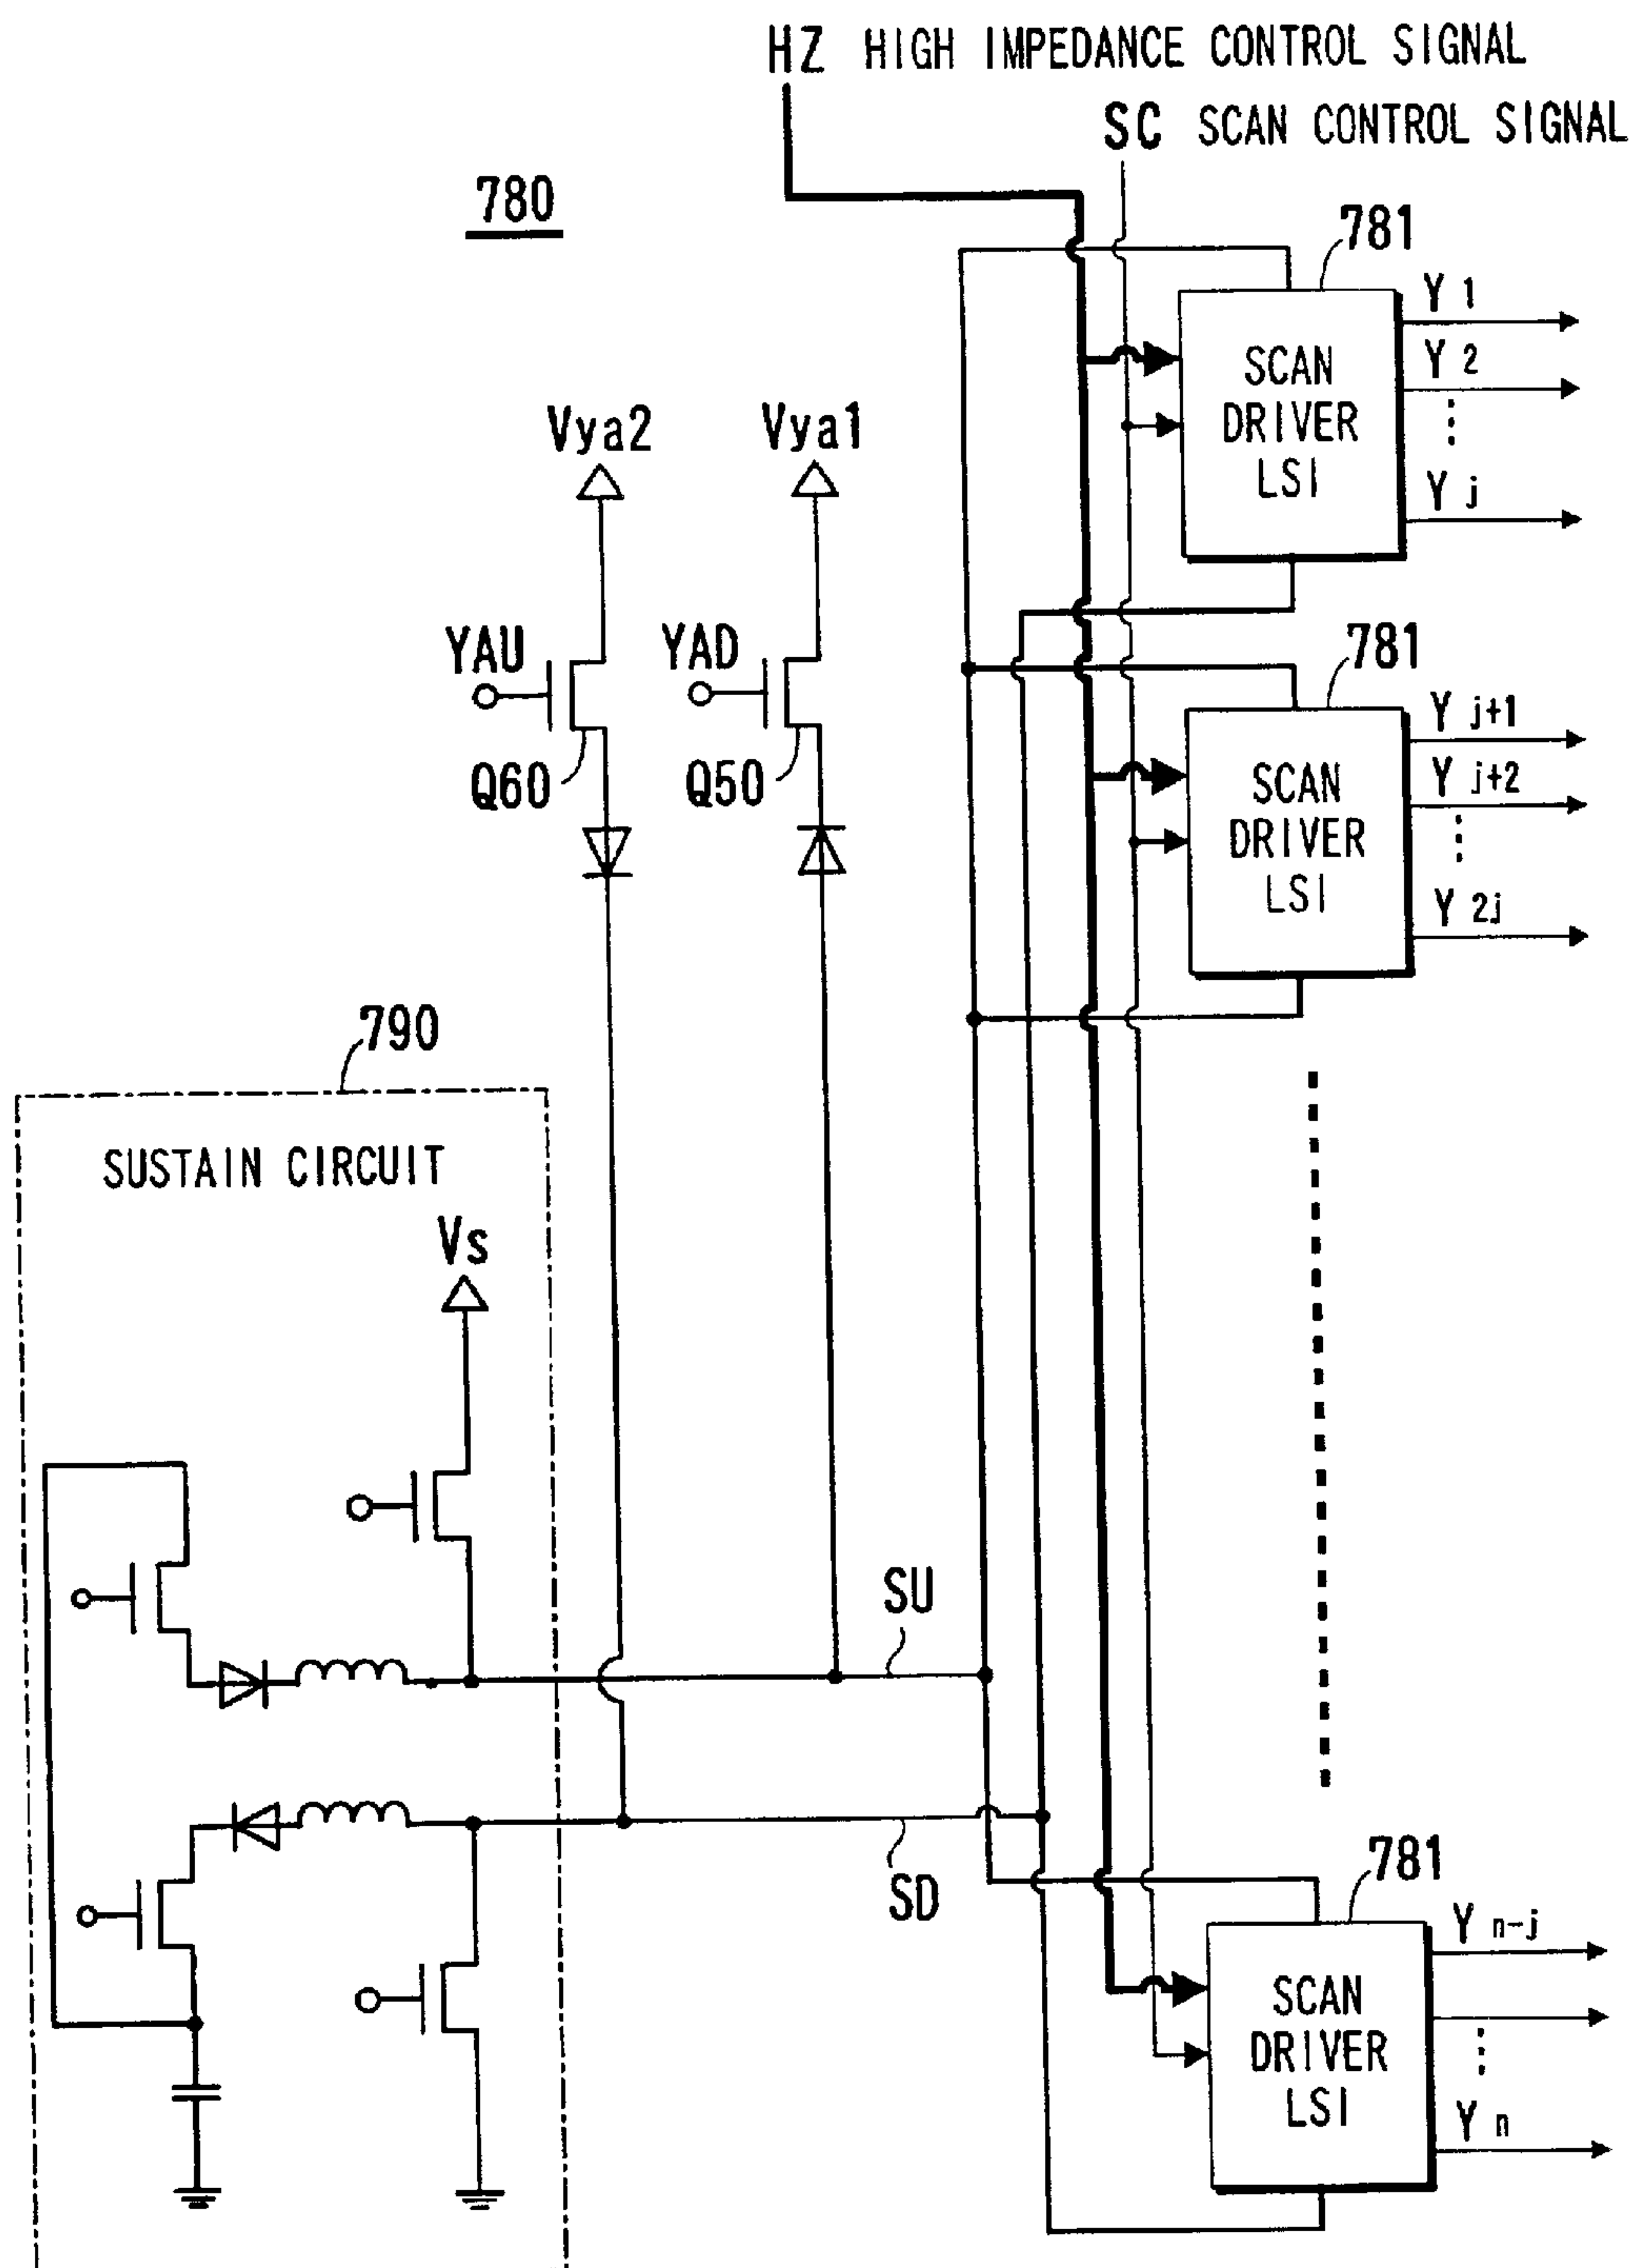 HZ HIGH IMPEDANCE CONTROL SIGNAL
SC SCAN CONTROL SIGNAL
780
781
Y 1
Y 2
Y j
SCAN
DRIVER
LSI
Vya2
Vya1
YAU
YAD
Q60
Q50
781
Y j+1
Y j+2
Y 2j
SCAN
DRIVER
LSI
790
SUSTAIN CIRCUIT
Vs
SU
SD
781
Y n-j
Y n
SCAN
DRIVER
LSI